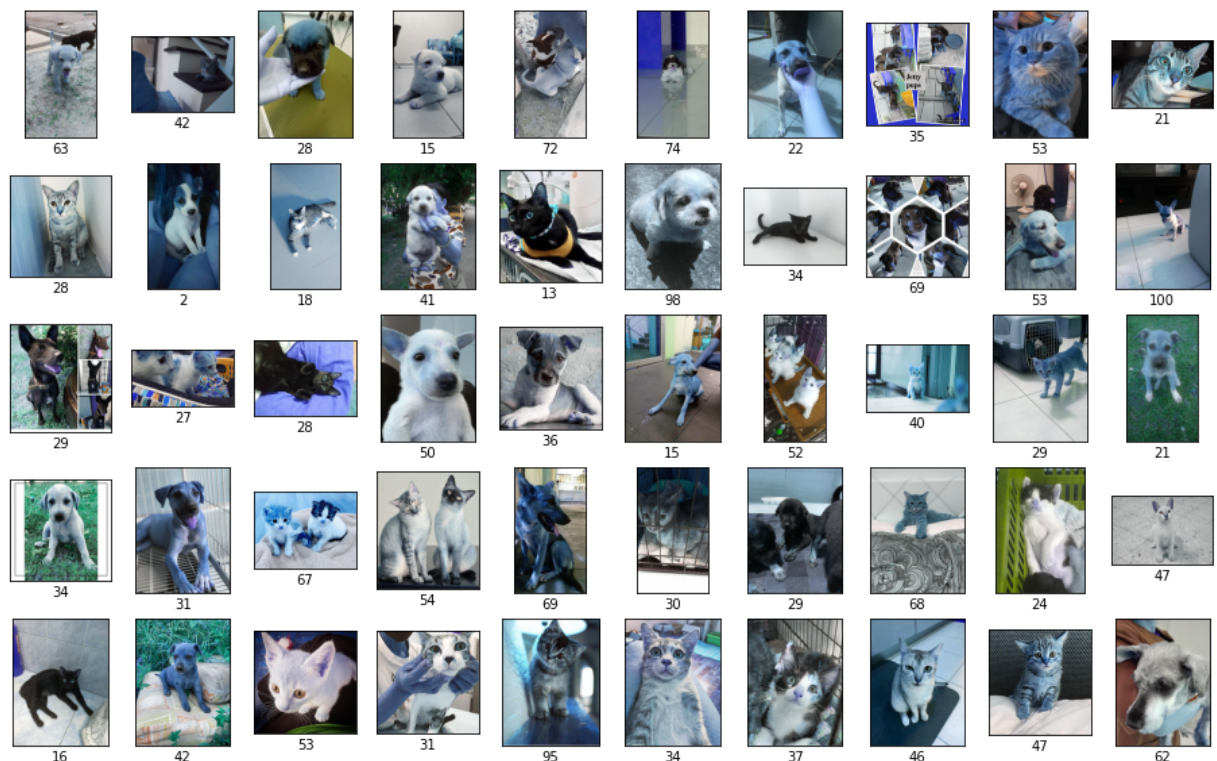 63 42 28 15 72 74 22 35 53 21
Jetty
pups
28 2 18 41 13 98 34 69 53 100
29 27 28 50 36 15 52 40 29 21
34 31 67 54 69 30 29 68 24 47
16 42 53 31 95 34 37 46 47 62